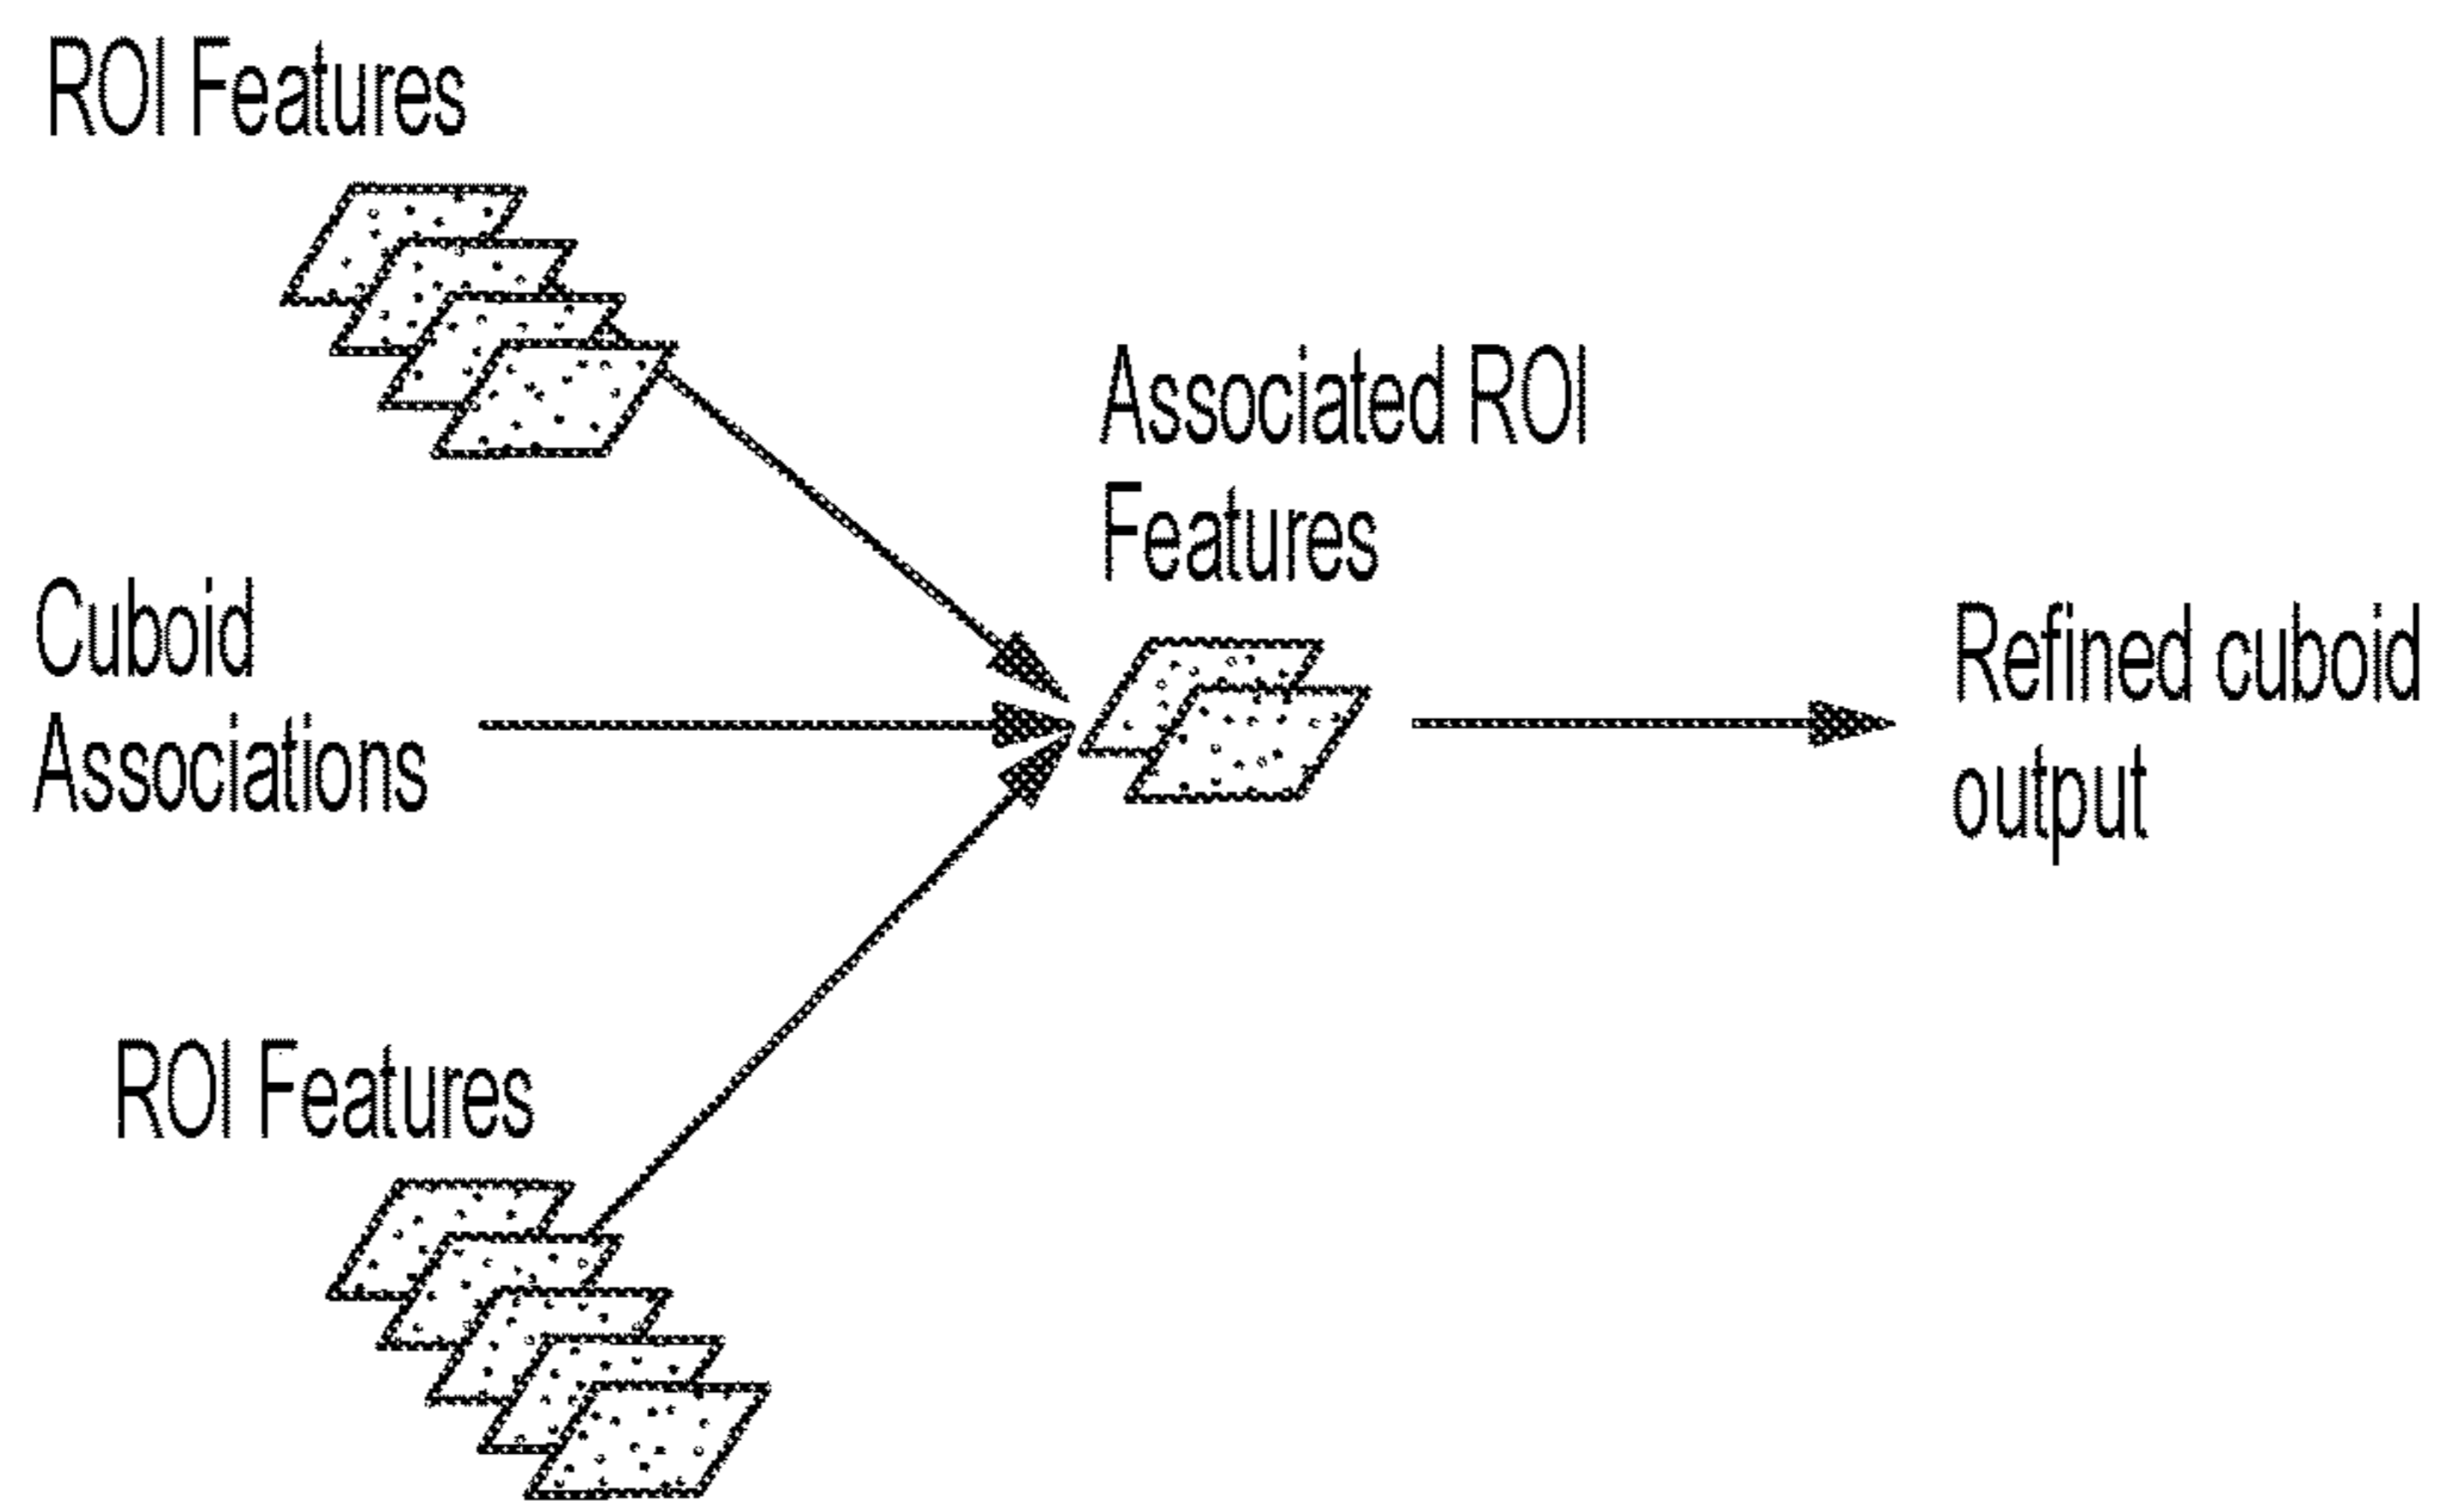 ROI Features
Associated ROI
Features
Cuboid
Associations
Refined cuboid
output
ROI Features